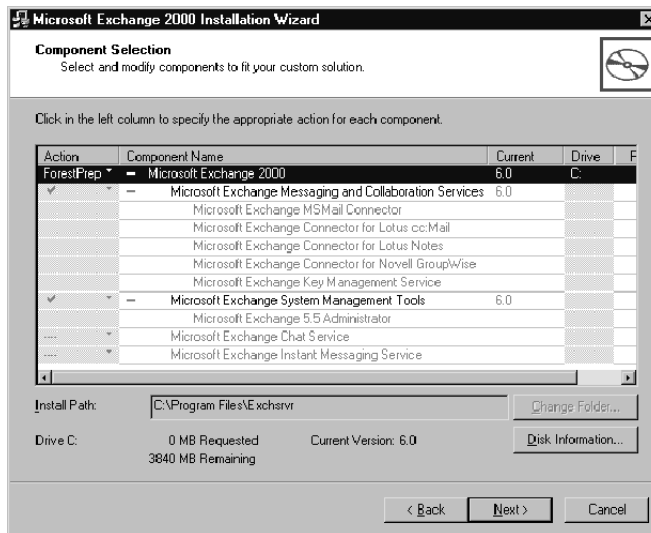 Microsoft Exchange 2000 Installation Wizard
Component Selection
Select and modify components to fit your custom solution.
Click in the left column to specify the appropriate action for each component.
Action Component Name Current Drive F
ForestPrep – Microsoft Exchange 2000 6.0 C:
– Microsoft Exchange Messaging and Collaboration Services 6.0
Microsoft Exchange MSMail Connector
Microsoft Exchange Connector for Lotus cc:Mail
Microsoft Exchange Connector for Lotus Notes
Microsoft Exchange Connector for Novell GroupWise
Microsoft Exchange Key Management Service
– Microsoft Exchange System Management Tools 6.0
Microsoft Exchange 5.5 Administrator
---- Microsoft Exchange Chat Service
---- Microsoft Exchange Instant Messaging Service
Install Path: C:\Program Files\Exchsrvr Change Folder...
Drive C: 0 MB Requested Current Version: 6.0 Disk Information...
3840 MB Remaining
< Back Next > Cancel